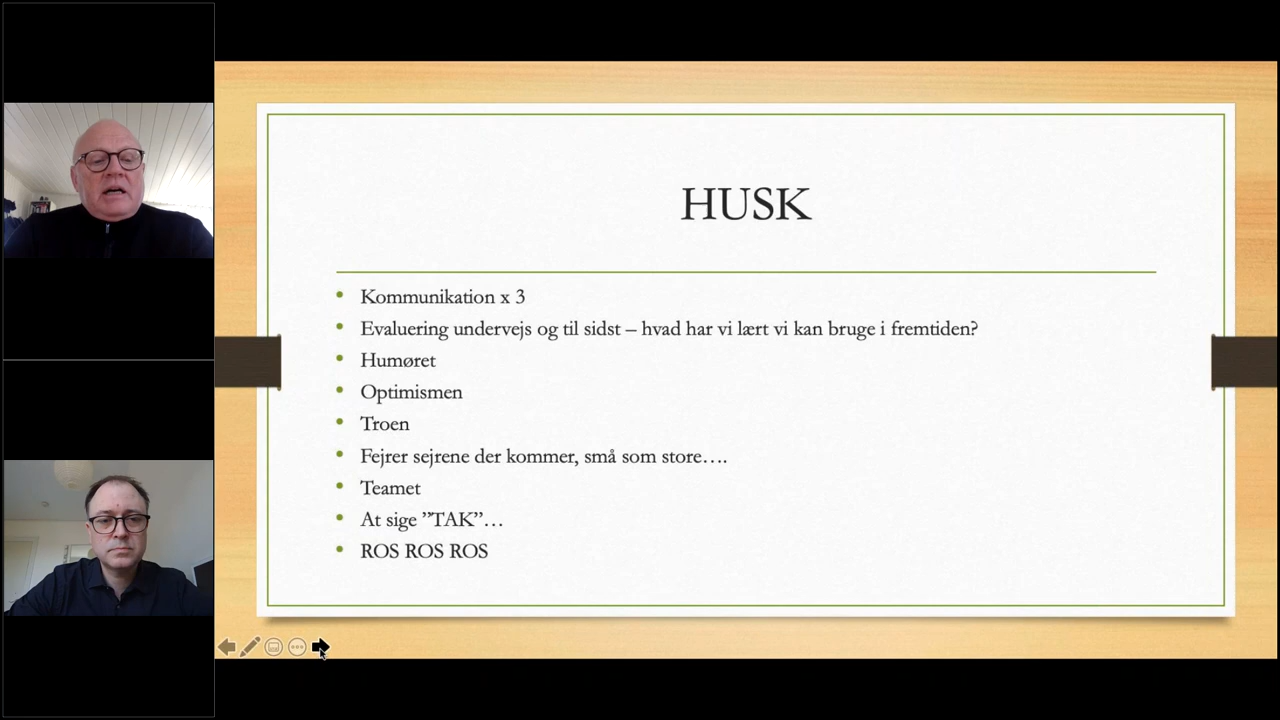 HUSK
Kommunikation x 3
Evaluering undervejs og til sidst – hvad har vi lært vi kan bruge i fremtiden?
Humøret
Optimismen
Troen
Fejrer sejrene der kommer, små som store….
Teamet
At sige ”TAK”…
ROS ROS ROS